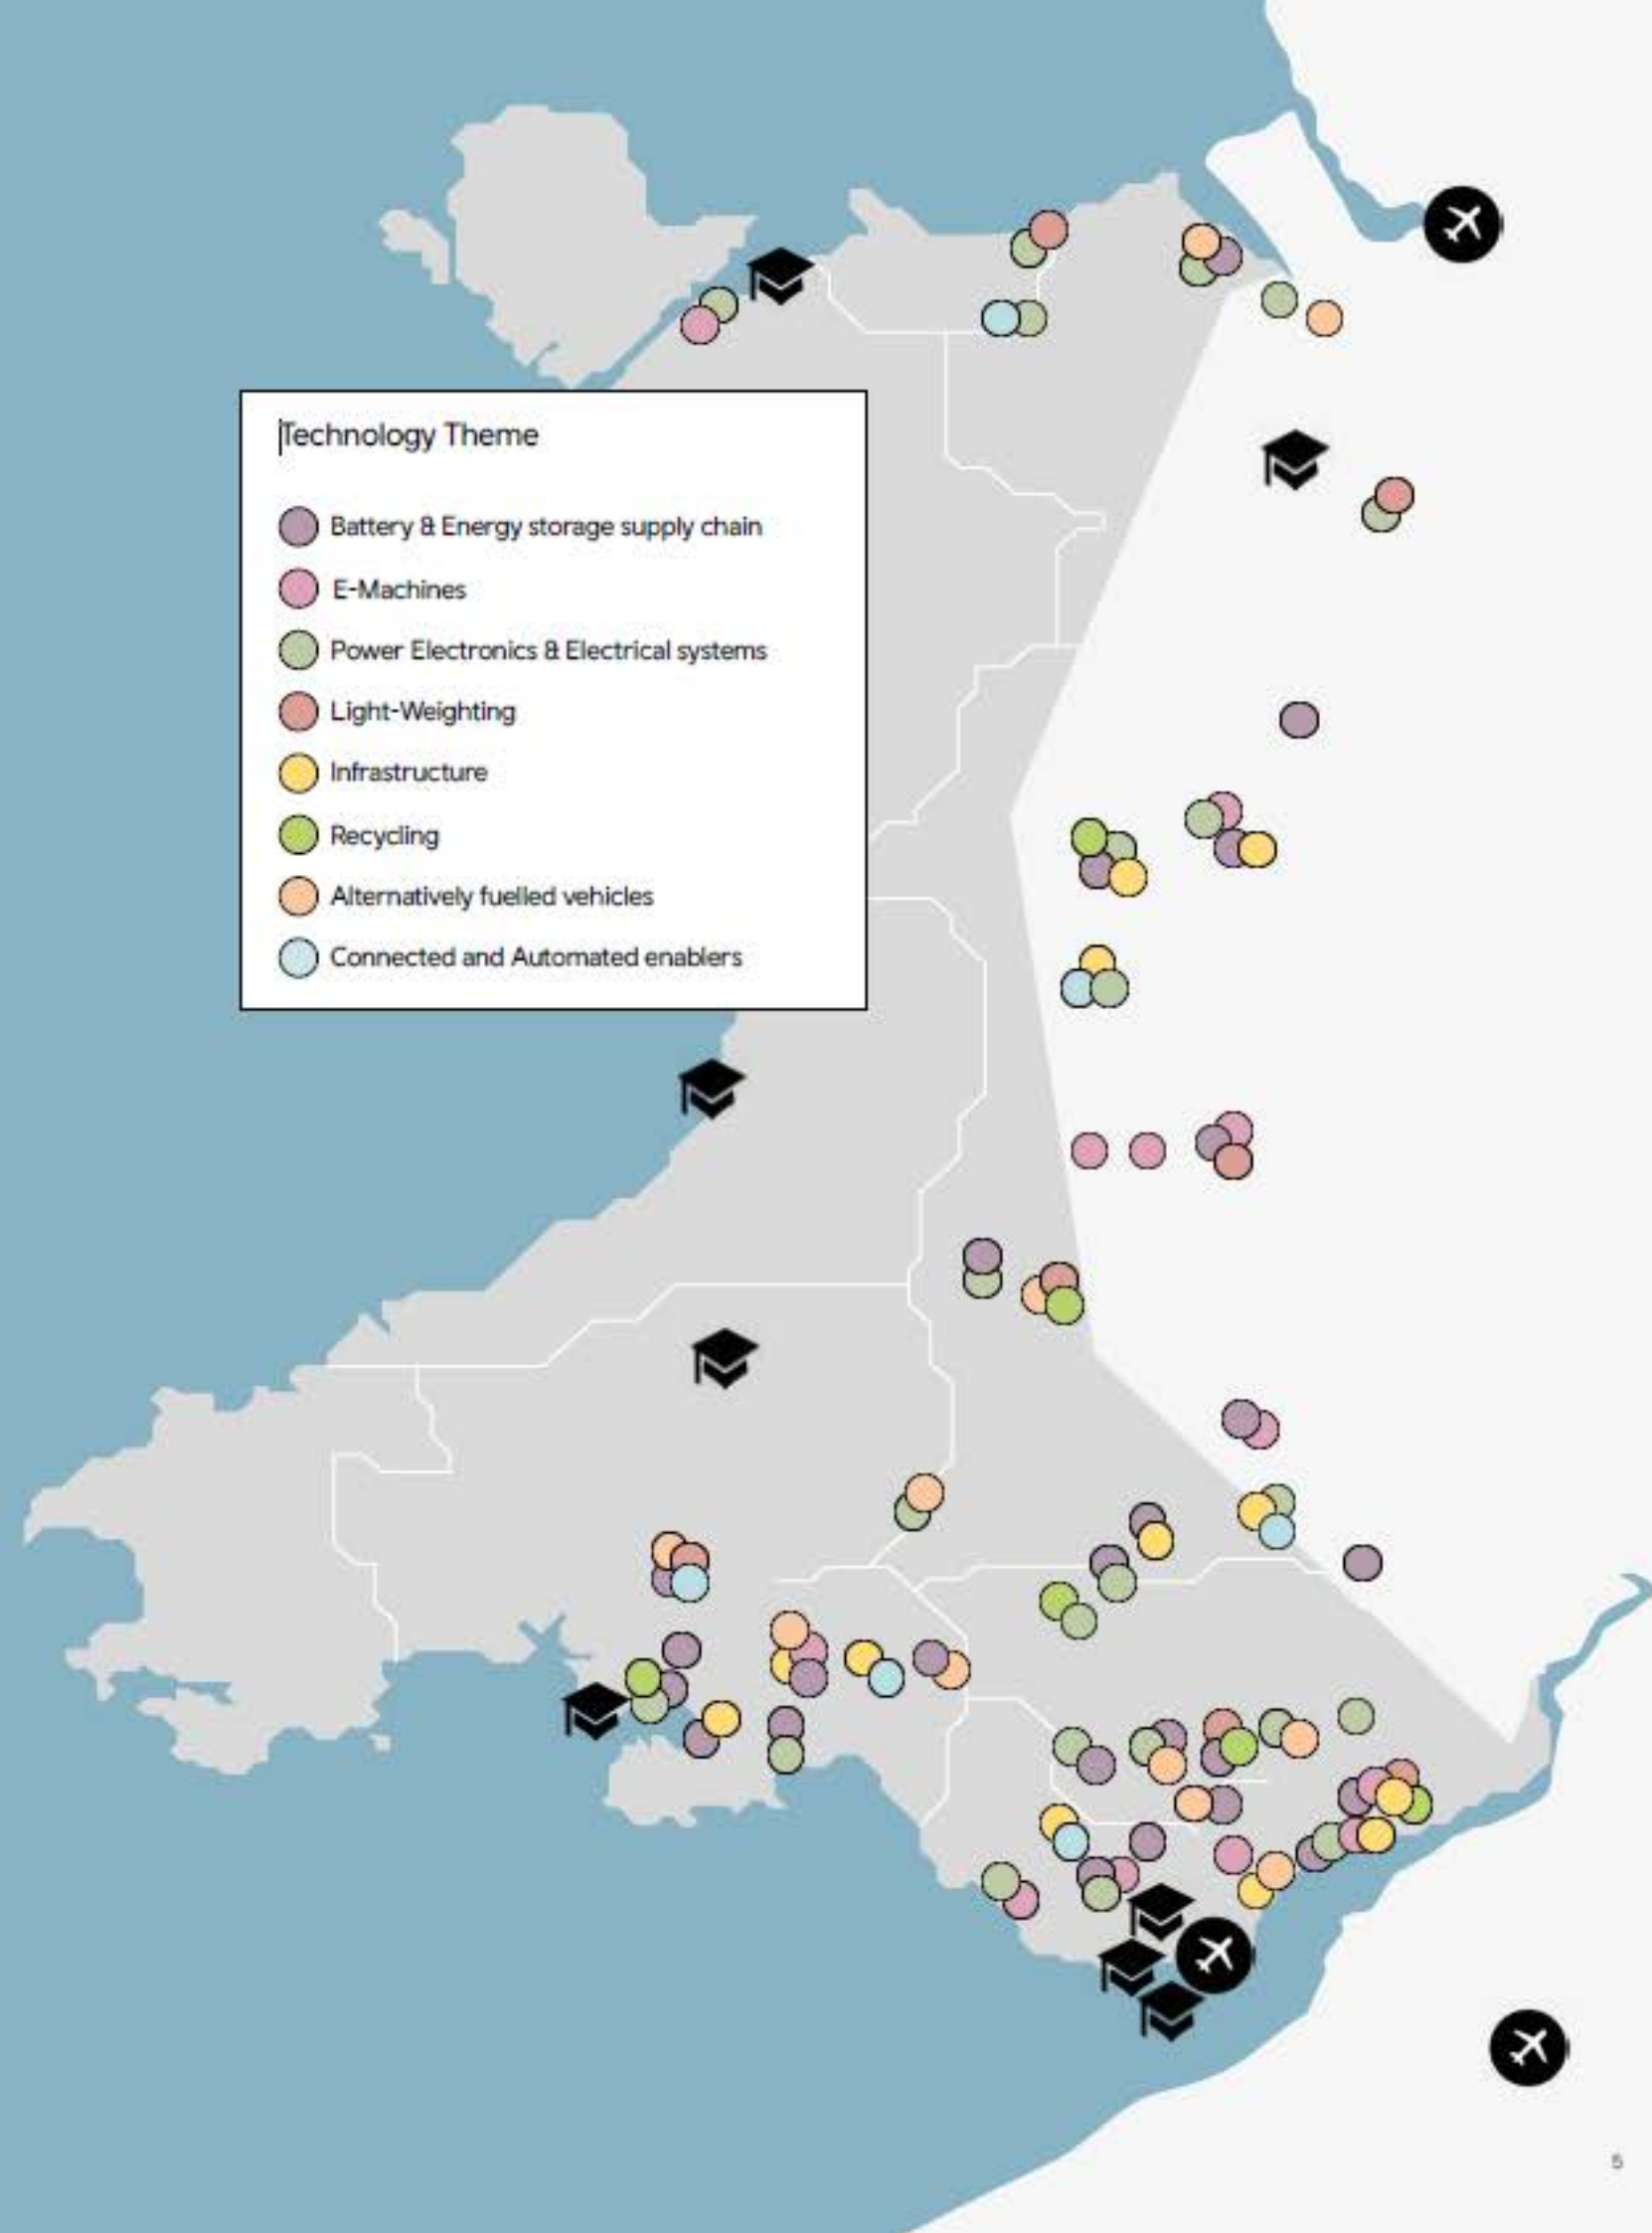 Technology Theme
Battery & Energy storage supply chain
E-Machines
Power Electronics & Electrical systems
Light-Weighting
Infrastructure
Recycling
Alternatively fuelled vehicles
Connected and Automated enablers
5